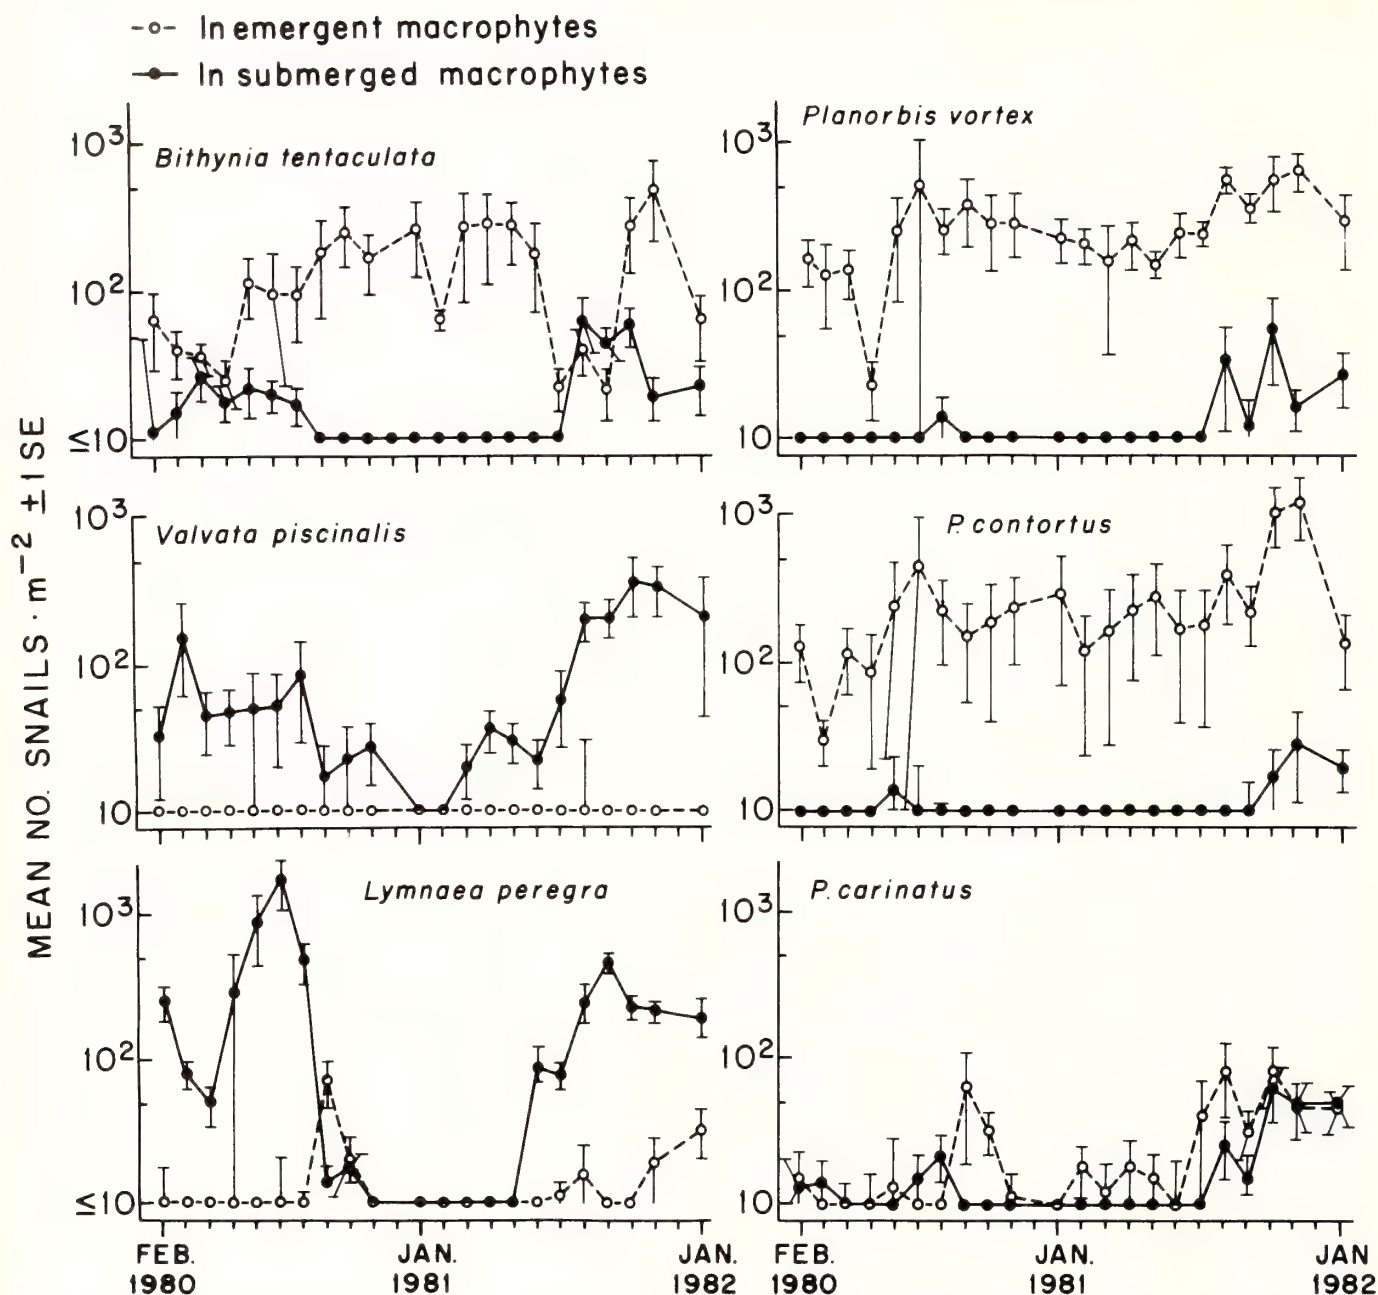 In emergent macrophytes
In submerged macrophytes
MEAN NO. SNAILS · m⁻² ±1 SE
Bithynia tentaculata
10³
10²
≤10
Planorbis vortex
10³
10²
10
Valvata piscinalis
10³
10²
10
P. contortus
10³
10²
10
Lymnaea peregra
10³
10²
≤10
P. carinatus
10³
10²
10
FEB. 1980
JAN. 1981
JAN. 1982
FEB. 1980
JAN. 1981
JAN 1982